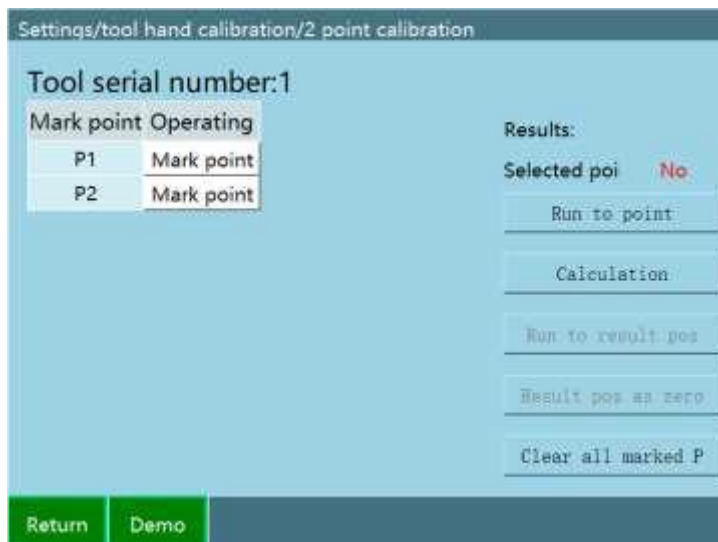 Settings/tool hand calibration/2 point calibration
Tool serial number:1
Mark point Operating
P1 Mark point
P2 Mark point
Results:
Selected poi No
Run to point
Calculation
Run to result pos
Result pos as zero
Clear all marked P
Return Demo